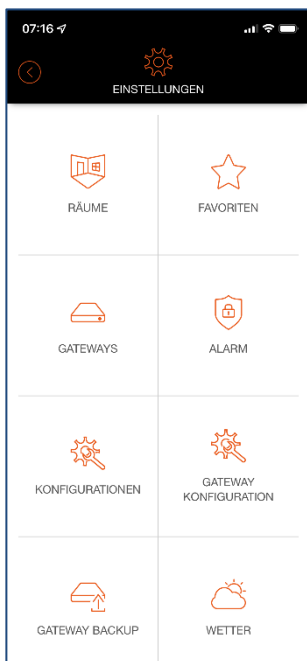 07:16
EINSTELLUNGEN
RÄUME
FAVORITEN
GATEWAYS
ALARM
KONFIGURATIONEN
GATEWAY
KONFIGURATION
GATEWAY BACKUP
WETTER